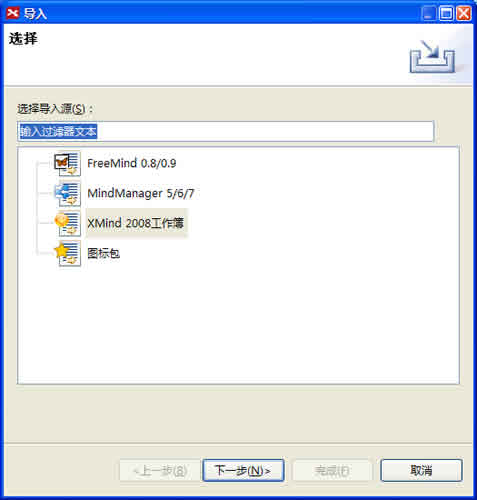 导入
选择
选择导入源(S)：
输入过滤器文本
FreeMind 0.8/0.9
MindManager 5/6/7
XMind 2008工作簿
图标包
<上一步(B) 下一步(N)> 完成(F) 取消